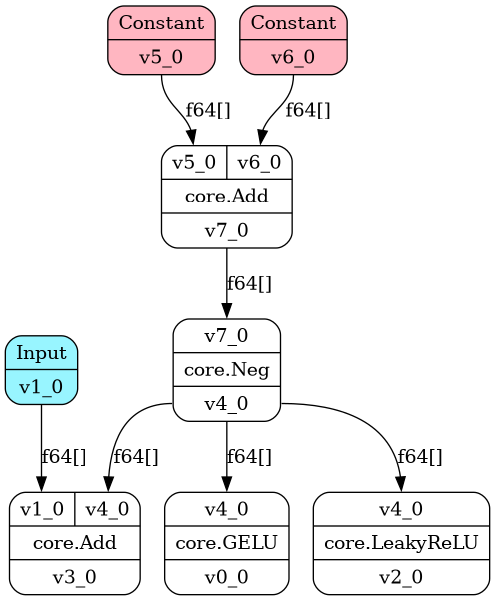 Constant
v5_0
Constant
v6_0
f64[]
f64[]
v5_0 v6_0
core.Add
v7_0
f64[]
v7_0
core.Neg
v4_0
Input
v1_0
f64[]
f64[]
f64[]
f64[]
v1_0 v4_0
core.Add
v3_0
v4_0
core.GELU
v0_0
v4_0
core.LeakyReLU
v2_0